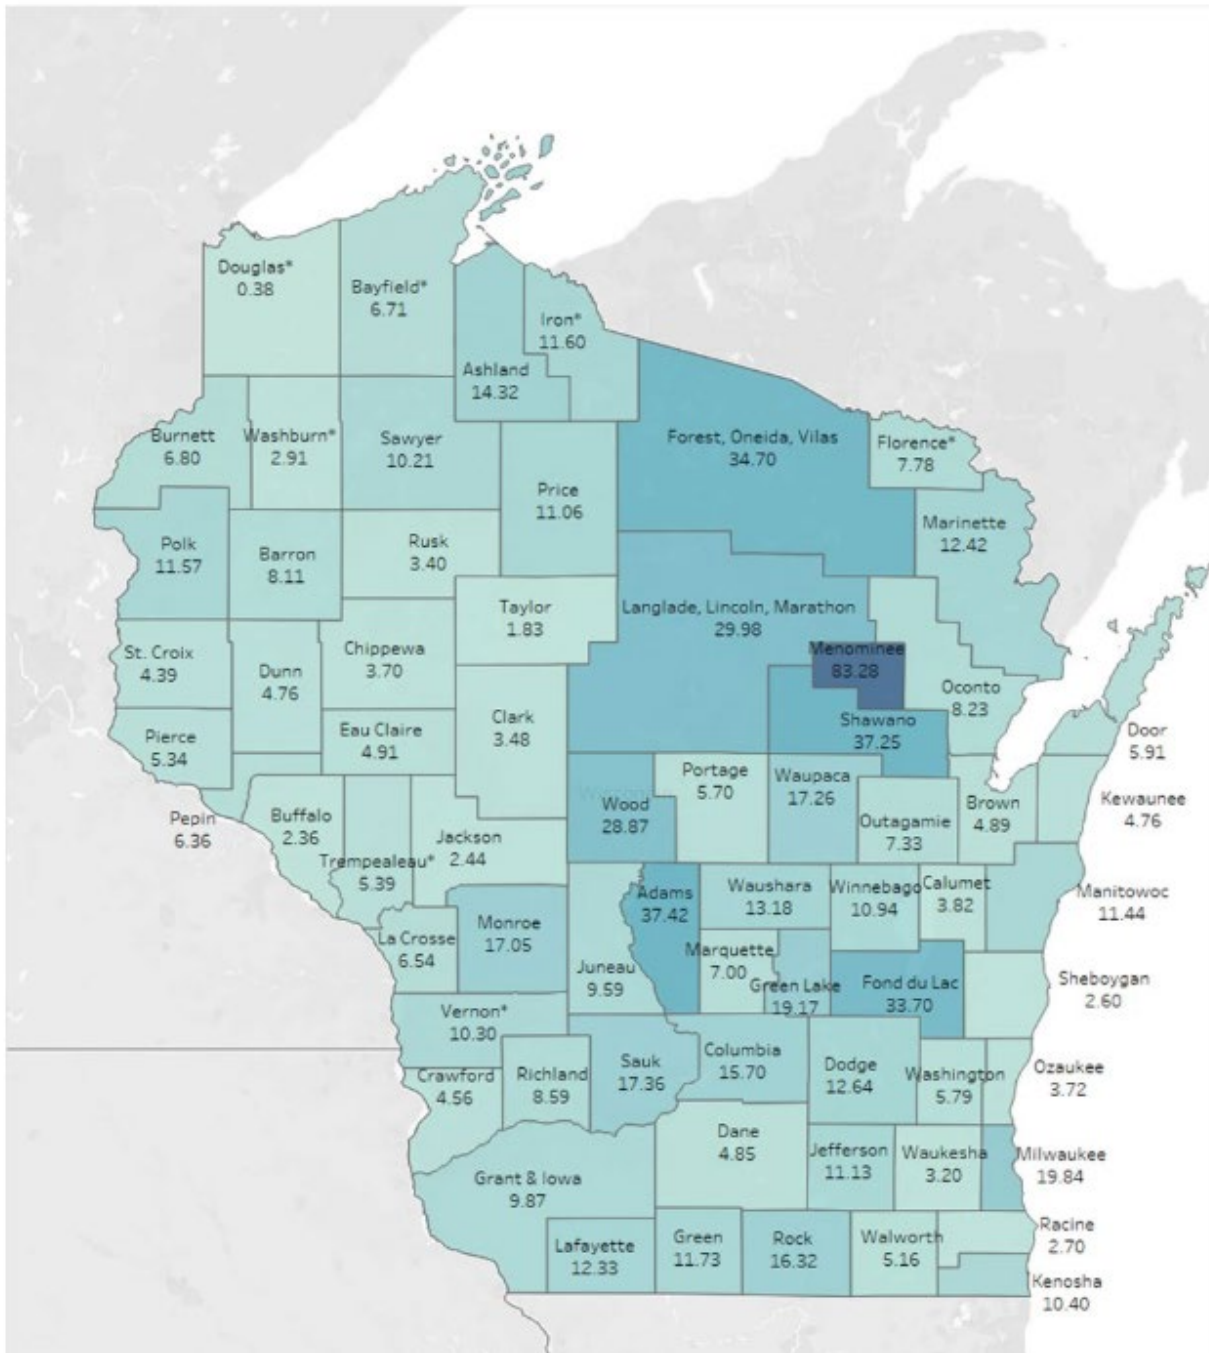 Douglas*
0.38
Bayfield*
6.71
Iron*
11.60
Ashland
14.32
Burnett
6.80
Washburn*
2.91
Sawyer
10.21
Forest, Oneida, Vilas
34.70
Florence*
7.78
Price
11.06
Marinette
12.42
Polk
11.57
Barron
8.11
Rusk
3.40
Taylor
1.83
Langlade, Lincoln, Marathon
29.98
Menominee
83.28
St. Croix
4.39
Dunn
4.76
Chippewa
3.70
Clark
3.48
Oconto
8.23
Shawano
37.25
Door
5.91
Pierce
5.34
Eau Claire
4.91
Portage
5.70
Waupaca
17.26
Wisconsin
Wood
28.87
Brown
4.89
Kewaunee
4.76
Pepin
6.36
Buffalo
2.36
Outagamie
7.33
Trempealeau*
5.39
Jackson
2.44
Adams
37.42
Waushara
13.18
Winnebago
10.94
Calumet
3.82
Manitowoc
11.44
La Crosse
6.54
Monroe
17.05
Juneau
9.59
Marquette
7.00
Green Lake
19.17
Fond du Lac
33.70
Sheboygan
2.60
Vernon*
10.30
Crawford
4.56
Richland
8.59
Sauk
17.36
Columbia
15.70
Dodge
12.64
Washington
5.79
Ozaukee
3.72
Dane
4.85
Jefferson
11.13
Waukesha
3.20
Milwaukee
19.84
Grant & Iowa
9.87
Lafayette
12.33
Green
11.73
Rock
16.32
Walworth
5.16
Racine
2.70
Kenosha
10.40